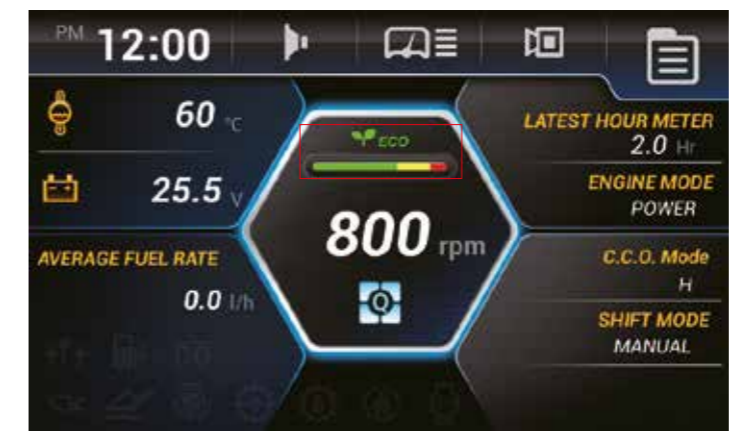 PM 12:00
60 °C
25.5 V
AVERAGE FUEL RATE
0.0 l/h
ECO
800 rpm
Q
LATEST HOUR METER
2.0 Hr
ENGINE MODE
POWER
C.C.O. Mode
H
SHIFT MODE
MANUAL